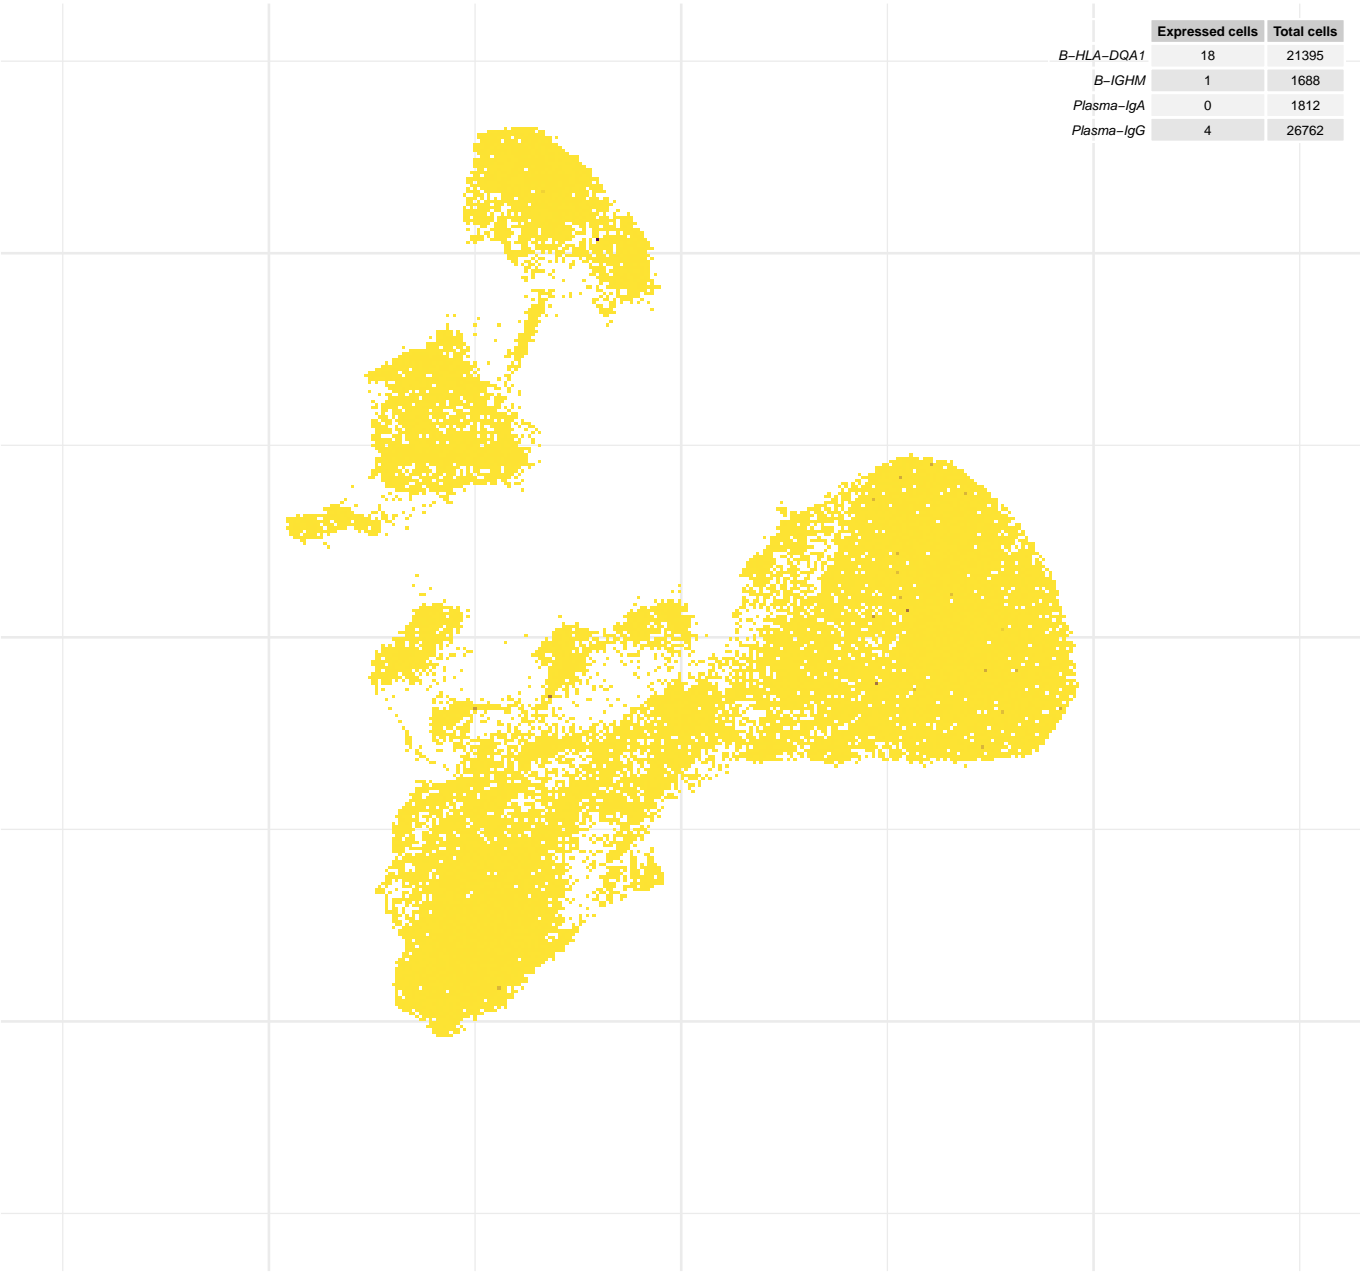 Expressed cells Total cells
B−HLA−DQA1 18 21395
B−IGHM 1 1688
Plasma−IgA 0 1812
Plasma−IgG 4 26762